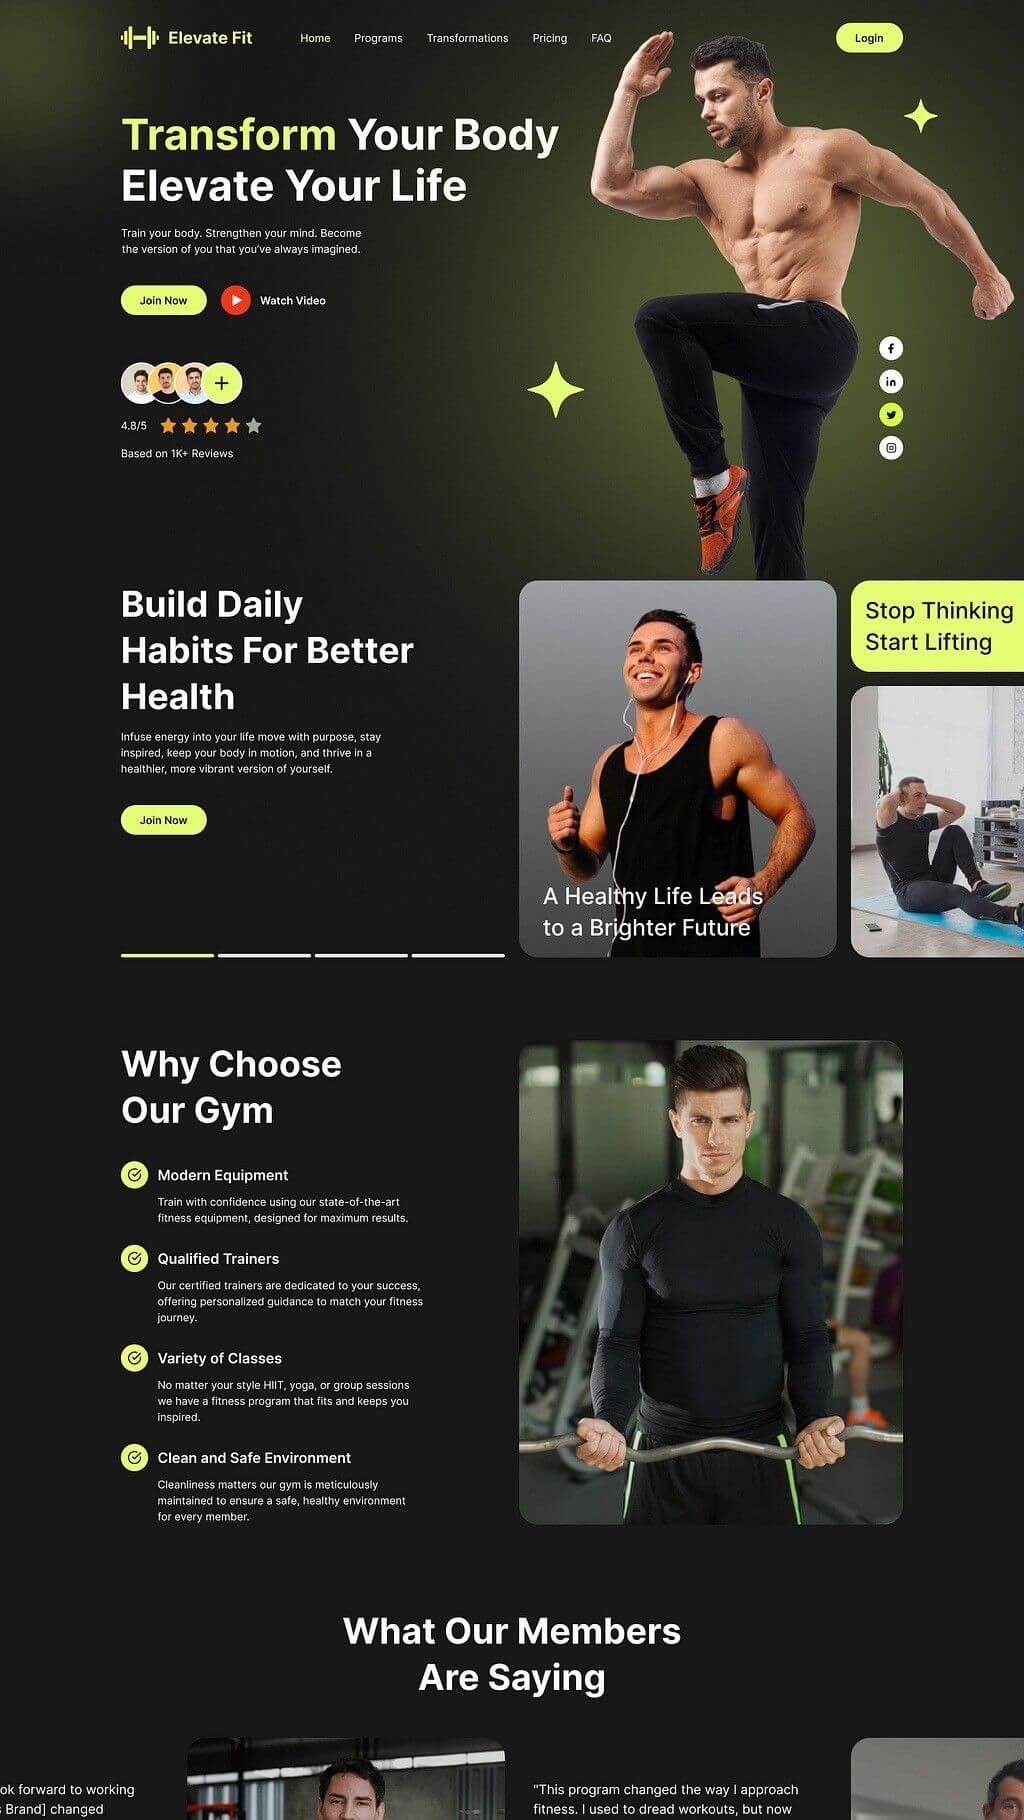 Elevate Fit
Home
Programs
Transformations
Pricing
FAQ
Login
Transform Your Body
Elevate Your Life
Train your body. Strengthen your mind. Become
the version of you that you’ve always imagined.
Join Now
Watch Video
4.8/5
Based on 1K+ Reviews
Build Daily
Habits For Better
Health
Infuse energy into your life move with purpose, stay
inspired, keep your body in motion, and thrive in a
healthier, more vibrant version of yourself.
Join Now
A Healthy Life Leads
to a Brighter Future
Stop Thinking
Start Lifting
Why Choose
Our Gym
Modern Equipment
Train with confidence using our state-of-the-art
fitness equipment, designed for maximum results.
Qualified Trainers
Our certified trainers are dedicated to your success,
offering personalized guidance to match your fitness
journey.
Variety of Classes
No matter your style HIIT, yoga, or group sessions
we have a fitness program that fits and keeps you
inspired.
Clean and Safe Environment
Cleanliness matters our gym is meticulously
maintained to ensure a safe, healthy environment
for every member.
What Our Members
Are Saying
ok forward to working
s Brand] changed
"This program changed the way I approach
fitness. I used to dread workouts, but now